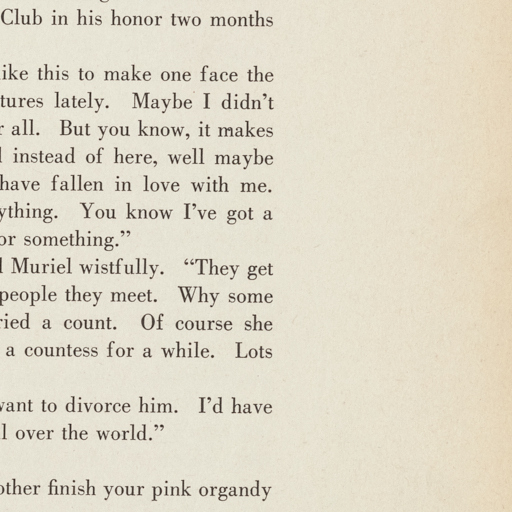 Club in his honor two months
ike this to make one face the
tures lately. Maybe I didn't
r all. But you know, it makes
l instead of here, well maybe
have fallen in love with me.
ything. You know I've got a
or something.”
l Muriel wistfully. “They get
people they meet. Why some
ried a count. Of course she
a countess for a while. Lots
want to divorce him. I'd have
l over the world.”
other finish your pink organdy